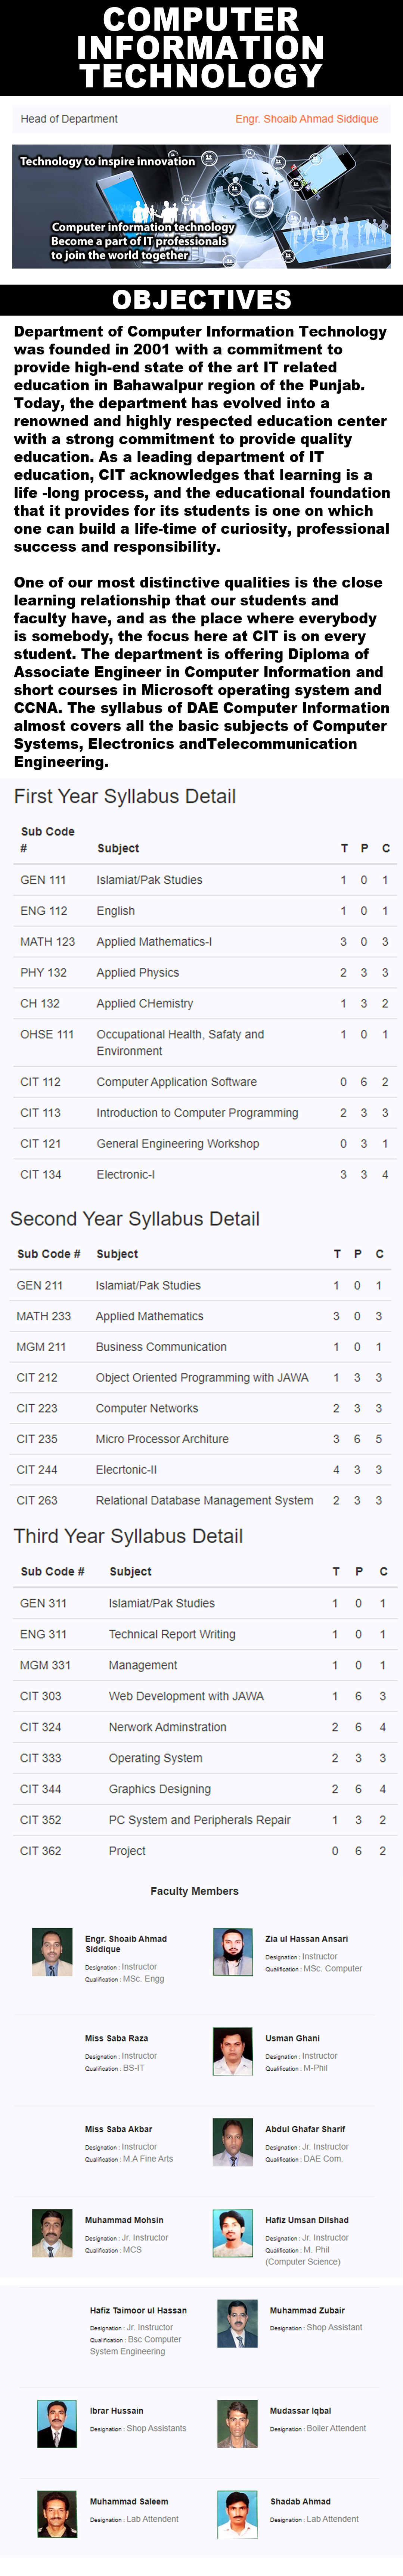 COMPUTER
INFORMATION
TECHNOLOGY
Head of Department Engr. Shoaib Ahmad Siddique
Technology to inspire innovation
Computer information technology
Become a part of IT professionals
to join the world together
OBJECTIVES
Department of Computer Information Technology
was founded in 2001 with a commitment to
provide high-end state of the art IT related
education in Bahawalpur region of the Punjab.
Today, the department has evolved into a
renowned and highly respected education center
with a strong commitment to provide quality
education. As a leading department of IT
education, CIT acknowledges that learning is a
life -long process, and the educational foundation
that it provides for its students is one on which
one can build a life-time of curiosity, professional
success and responsibility.
One of our most distinctive qualities is the close
learning relationship that our students and
faculty have, and as the place where everybody
is somebody, the focus here at CIT is on every
student. The department is offering Diploma of
Associate Engineer in Computer Information and
short courses in Microsoft operating system and
CCNA. The syllabus of DAE Computer Information
almost covers all the basic subjects of Computer
Systems, Electronics andTelecommunication
Engineering.
First Year Syllabus Detail
Sub Code
# Subject T P C
GEN 111 Islamiat/Pak Studies 1 0 1
ENG 112 English 1 0 1
MATH 123 Applied Mathematics-I 3 0 3
PHY 132 Applied Physics 2 3 3
CH 132 Applied CHemistry 1 3 2
OHSE 111 Occupational Health, Safaty and 1 0 1
Environment
CIT 112 Computer Application Software 0 6 2
CIT 113 Introduction to Computer Programming 2 3 3
CIT 121 General Engineering Workshop 0 3 1
CIT 134 Electronic-I 3 3 4
Second Year Syllabus Detail
Sub Code # Subject T P C
GEN 211 Islamiat/Pak Studies 1 0 1
MATH 233 Applied Mathematics 3 0 3
MGM 211 Business Communication 1 0 1
CIT 212 Object Oriented Programming with JAWA 1 3 3
CIT 223 Computer Networks 2 3 3
CIT 235 Micro Processor Architure 3 6 5
CIT 244 Elecrtonic-II 4 3 3
CIT 263 Relational Database Management System 2 3 3
Third Year Syllabus Detail
Sub Code # Subject T P C
GEN 311 Islamiat/Pak Studies 1 0 1
ENG 311 Technical Report Writing 1 0 1
MGM 331 Management 1 0 1
CIT 303 Web Development with JAWA 1 6 3
CIT 324 Nerwork Adminstration 2 6 4
CIT 333 Operating System 2 3 3
CIT 344 Graphics Designing 2 6 4
CIT 352 PC System and Peripherals Repair 1 3 2
CIT 362 Project 0 6 2
Faculty Members
Engr. Shoaib Ahmad
Siddique
Designation : Instructor
Qualification : MSc. Engg
Zia ul Hassan Ansari
Designation : Instructor
Qualification : MSc. Computer
Miss Saba Raza
Designation : Instructor
Qualification : BS-IT
Usman Ghani
Designation : Instructor
Qualification : M-Phil
Miss Saba Akbar
Designation : Instructor
Qualification : M.A Fine Arts
Abdul Ghafar Sharif
Designation : Jr. Instructor
Qualification : DAE Com.
Muhammad Mohsin
Designation : Jr. Instructor
Qualification : MCS
Hafiz Umsan Dilshad
Designation : Jr. Instructor
Qualification : M. Phil
(Computer Science)
Hafiz Taimoor ul Hassan
Designation : Jr. Instructor
Qualification : Bsc Computer
System Engineering
Muhammad Zubair
Designation : Shop Assistant
Ibrar Hussain
Designation : Shop Assistants
Mudassar Iqbal
Designation : Boiler Attendent
Muhammad Saleem
Designation : Lab Attendent
Shadab Ahmad
Designation : Lab Attendent